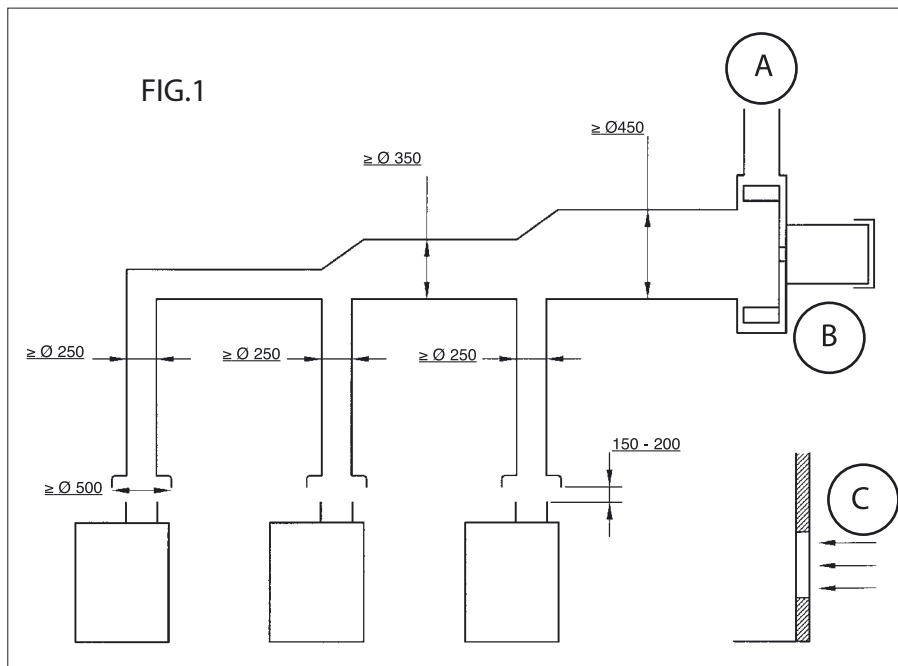 A
FIG.1
≥ Ø450
≥ Ø 350
B
≥ Ø 250
≥ Ø 250
≥ Ø 250
150 - 200
≥ Ø 500
C